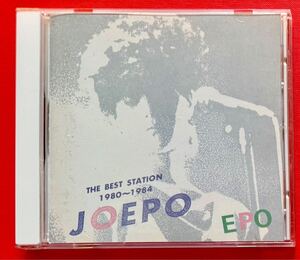 THE BEST STATION
1980~1984
JOEPO
EPO